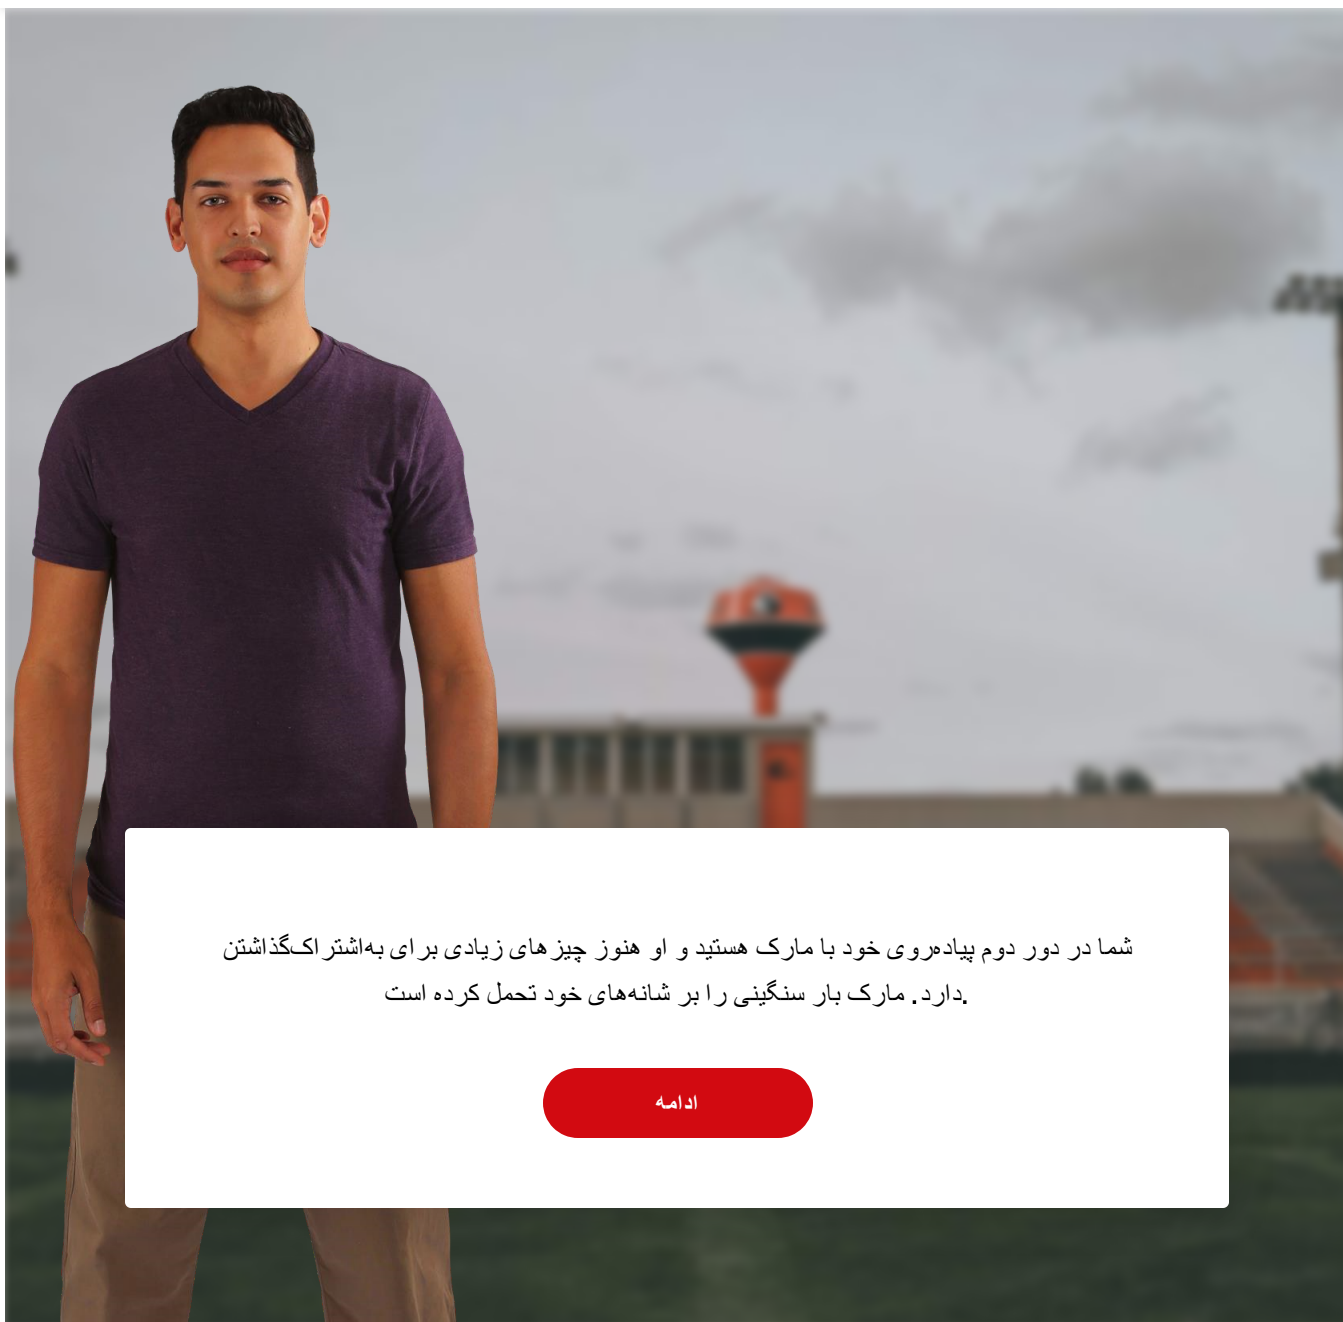 شما در دور دوم پیاده‌روی خود با مارک هستید و او هنوز چیزهای زیادی برای به‌اشتراک‌گذاشتن
دارد. مارک بار سنگینی را بر شانه‌های خود تحمل کرده است.
ادامه